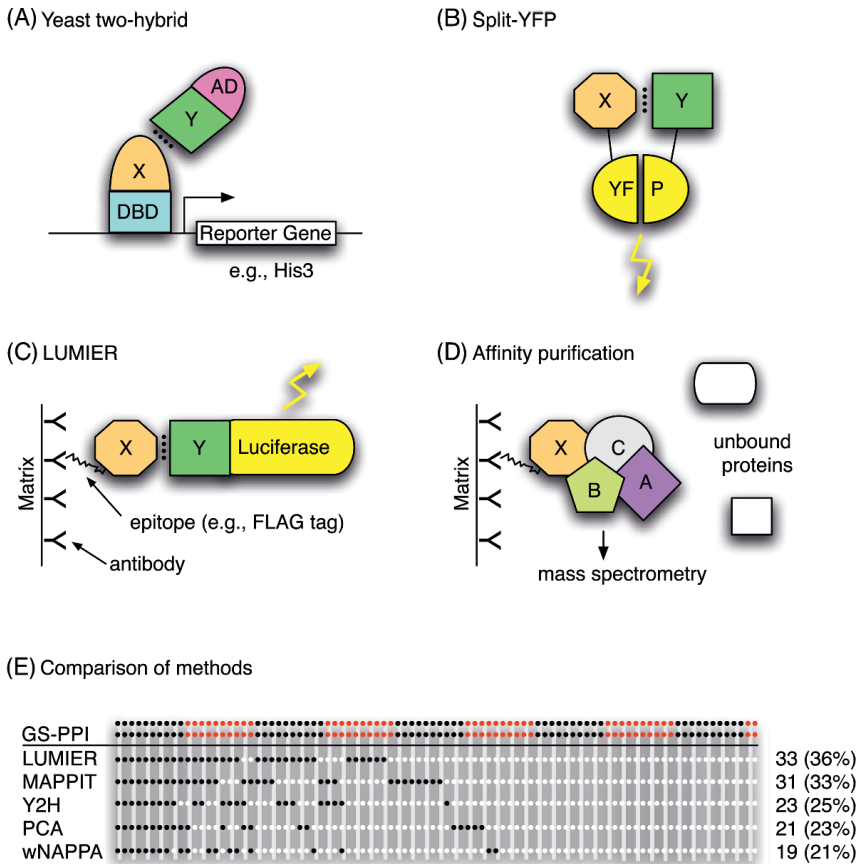 (A) Yeast two-hybrid
AD
Y
X
DBD
Reporter Gene
e.g., His3
(B) Split-YFP
X
Y
YF
P
(C) LUMIER
Matrix
X
Y
Luciferase
epitope (e.g., FLAG tag)
antibody
(D) Affinity purification
Matrix
X
C
B
A
unbound
proteins
mass spectrometry
(E) Comparison of methods
GS-PPI
LUMIER 33 (36%)
MAPPIT 31 (33%)
Y2H 23 (25%)
PCA 21 (23%)
wNAPPA 19 (21%)